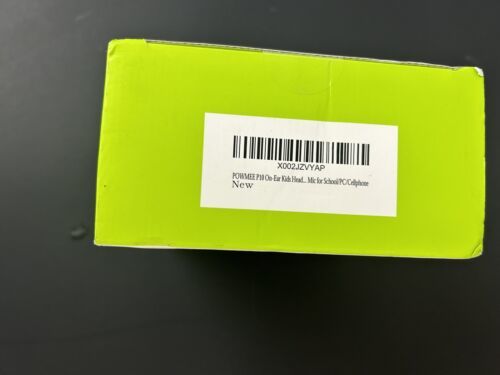 X002JZVYAP
POWMEE P10 On-Ear Kids Head... Mic for School/PC/Cellphone
New